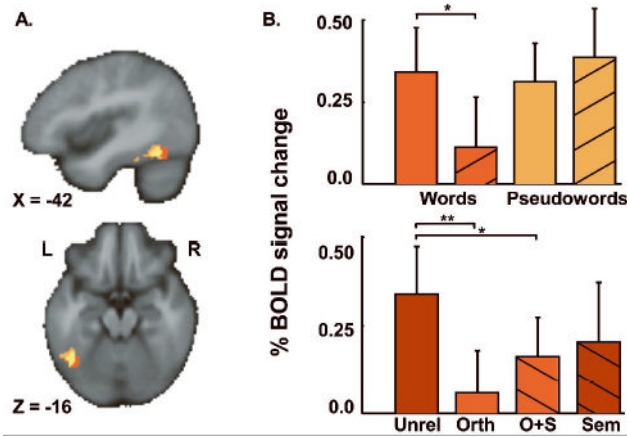 A.
X = -42
L
R
Z = -16
B.
% BOLD signal change
0.50
0.25
0.0
*
Words
Pseudowords
0.50
0.25
0.0
**
*
Unrel
Orth
O+S
Sem